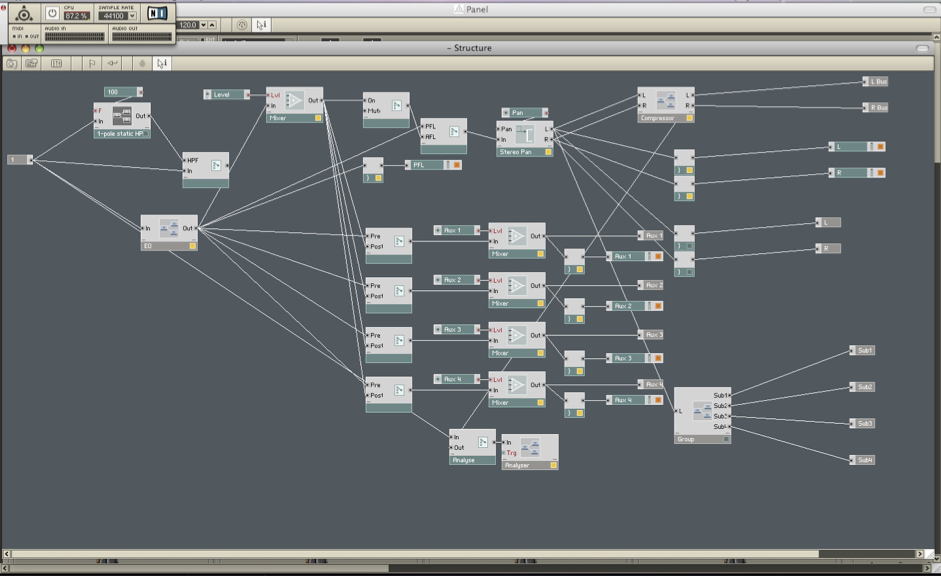 Panel
CPU
SAMPLE RATE
87.2 %
44100
NI
MIDI
AUDIO IN
AUDIO OUT
IN
OUT
120.0
– Structure
100
F
In
Out
1-pole static HP
1
HPF
In
In
Out
EQ
Level
Lvl
In
Out
Mixer
On
Mute
PFL
AFL
PFL
Pan
Pan
In
L
R
Stereo Pan
L
R
L
R
Compressor
L Bus
R Bus
L
R
L
R
Pre
Post
Aux 1
Lvl
In
Out
Mixer
Aux 1
Aux 1
Pre
Post
Aux 2
Lvl
In
Out
Mixer
Aux 2
Aux 2
Pre
Post
Aux 3
Lvl
In
Out
Mixer
Aux 3
Aux 3
Pre
Post
Aux 4
Lvl
In
Out
Mixer
Aux 4
Aux 4
In
Out
Analyse
In
Trg
Analyser
L
Sub1
Sub2
Sub3
Sub4
Group
Sub1
Sub2
Sub3
Sub4